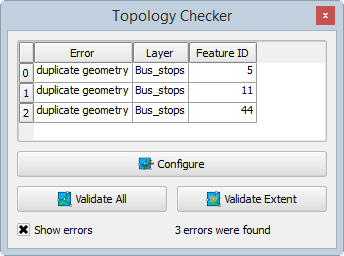 Topology Checker
Error Layer Feature ID
0 duplicate geometry Bus_stops 5
1 duplicate geometry Bus_stops 11
2 duplicate geometry Bus_stops 44
Configure
Validate All Validate Extent
Show errors 3 errors were found